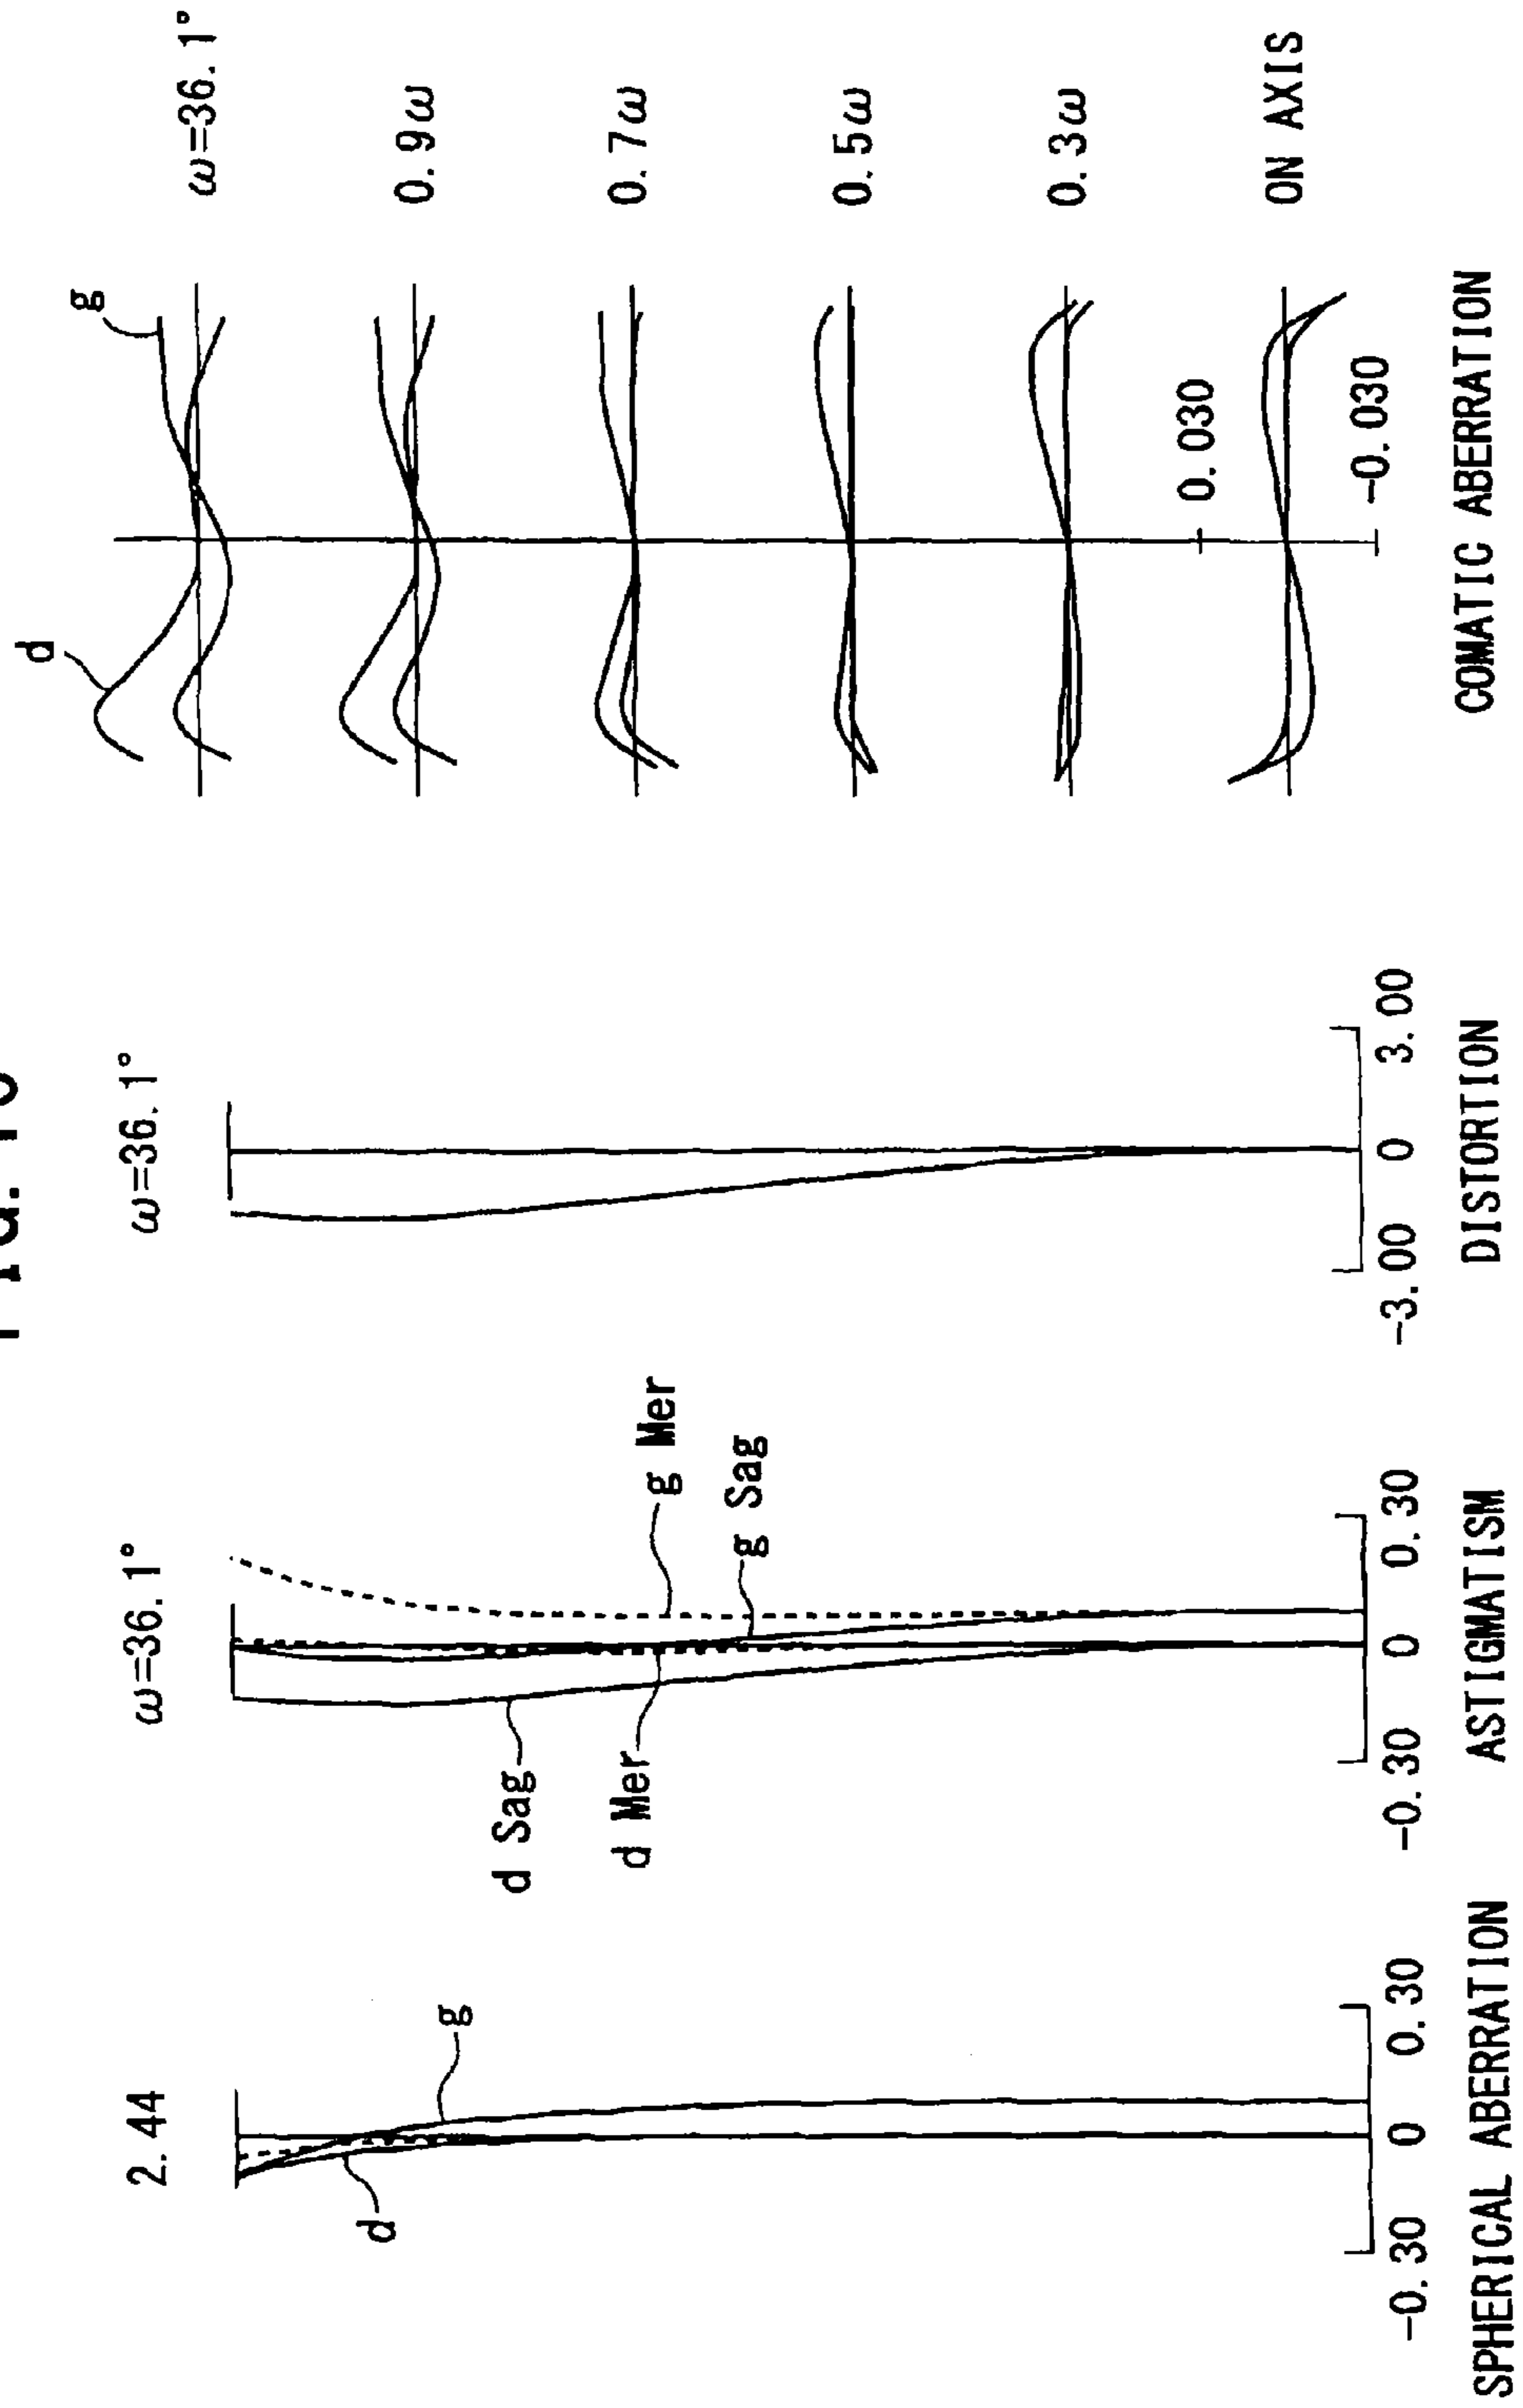 2.44
d
g
-0.30
0
0.30
SPHERICAL ABERRATION
ω=36.1°
d Sag
d Mer
g Mer
g Sag
-0.30
0
0.30
ASTIGMATISM
ω=36.1°
-3.00
0
3.00
DISTORTION
d
g
ω=36.1°
0.9ω
0.7ω
0.5ω
0.3ω
0.030
ON AXIS
-0.030
COMATIC ABERRATION